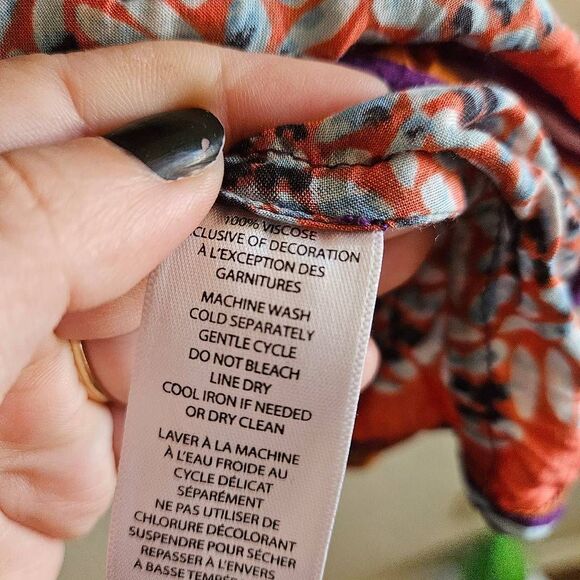 100% VISCOSE
CLUSIVE OF DECORATION
À L'EXCEPTION DES
GARNITURES
MACHINE WASH
COLD SEPARATELY
GENTLE CYCLE
DO NOT BLEACH
LINE DRY
COOL IRON IF NEEDED
OR DRY CLEAN
LAVER À LA MACHINE
À L'EAU FROIDE AU
CYCLE DÉLICAT
SÉPARÉMENT
NE PAS UTILISER DE
CHLORURE DÉCOLORANT
SUSPENDRE POUR SÉCHER
REPASSER À L'ENVERS
À BASSE TEMPÉ